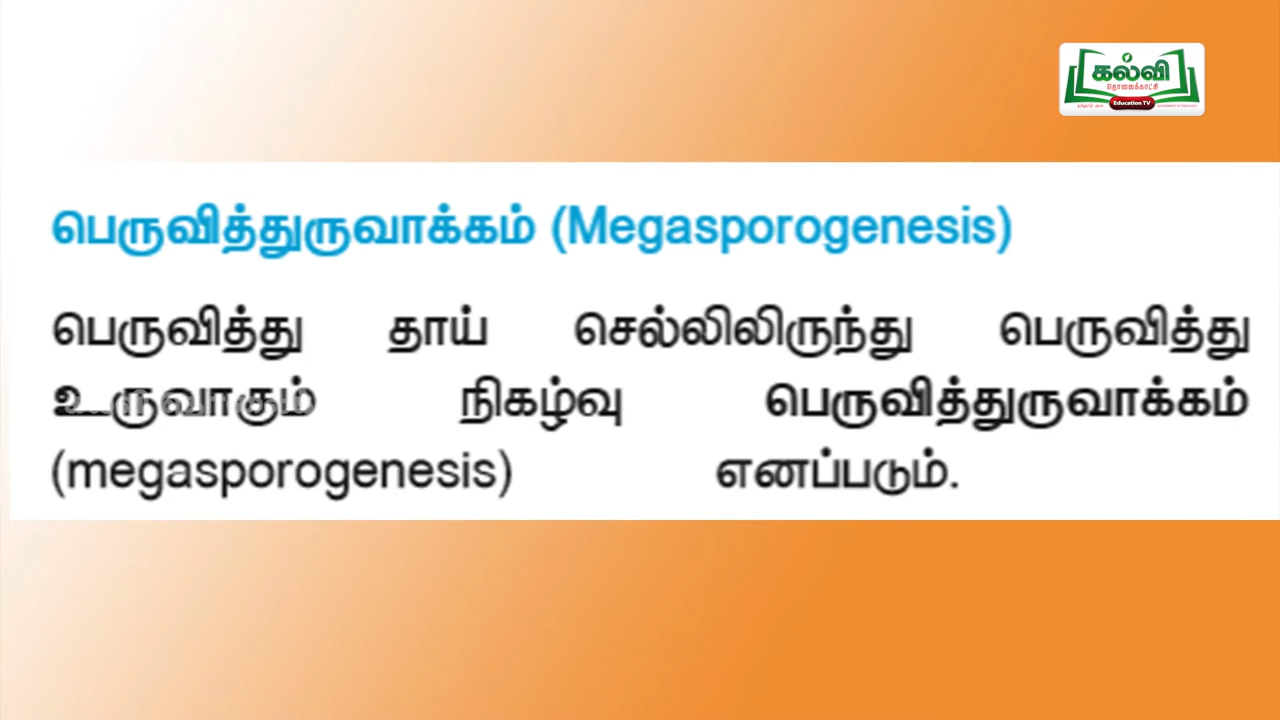 கல்வி
தொலைக்காட்சி
Education TV
பெருவித்துருவாக்கம் (Megasporogenesis)
பெருவித்து தாய் செல்லிலிருந்து பெருவித்து
உருவாகும் நிகழ்வு பெருவித்துருவாக்கம்
(megasporogenesis) எனப்படும்.